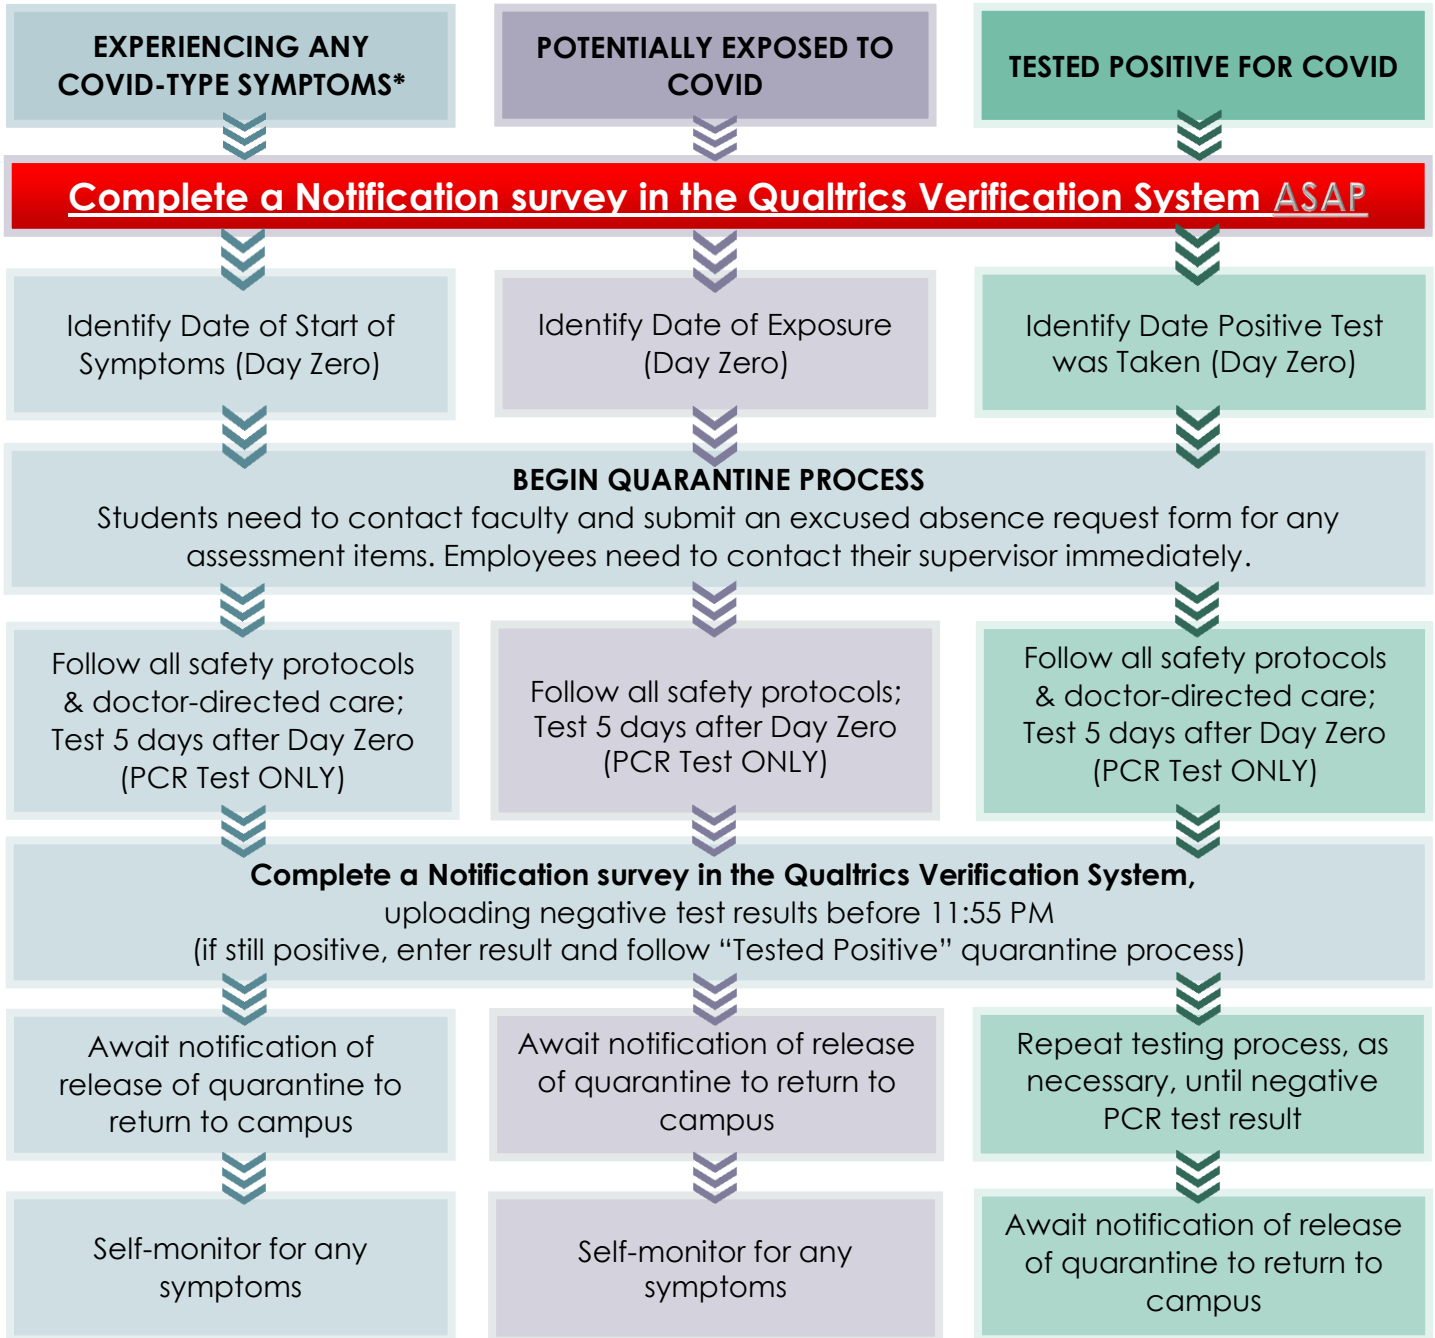 EXPERIENCING ANY
COVID-TYPE SYMPTOMS*
POTENTIALLY EXPOSED TO
COVID
TESTED POSITIVE FOR COVID
Complete a Notification survey in the Qualtrics Verification System ASAP
Identify Date of Start of
Symptoms (Day Zero)
Identify Date of Exposure
(Day Zero)
Identify Date Positive Test
was Taken (Day Zero)
BEGIN QUARANTINE PROCESS
Students need to contact faculty and submit an excused absence request form for any
assessment items. Employees need to contact their supervisor immediately.
Follow all safety protocols
& doctor-directed care;
Test 5 days after Day Zero
(PCR Test ONLY)
Follow all safety protocols;
Test 5 days after Day Zero
(PCR Test ONLY)
Follow all safety protocols
& doctor-directed care;
Test 5 days after Day Zero
(PCR Test ONLY)
Complete a Notification survey in the Qualtrics Verification System,
uploading negative test results before 11:55 PM
(if still positive, enter result and follow “Tested Positive” quarantine process)
Await notification of
release of quarantine to
return to campus
Await notification of release
of quarantine to return to
campus
Repeat testing process, as
necessary, until negative
PCR test result
Self-monitor for any
symptoms
Self-monitor for any
symptoms
Await notification of release
of quarantine to return to
campus